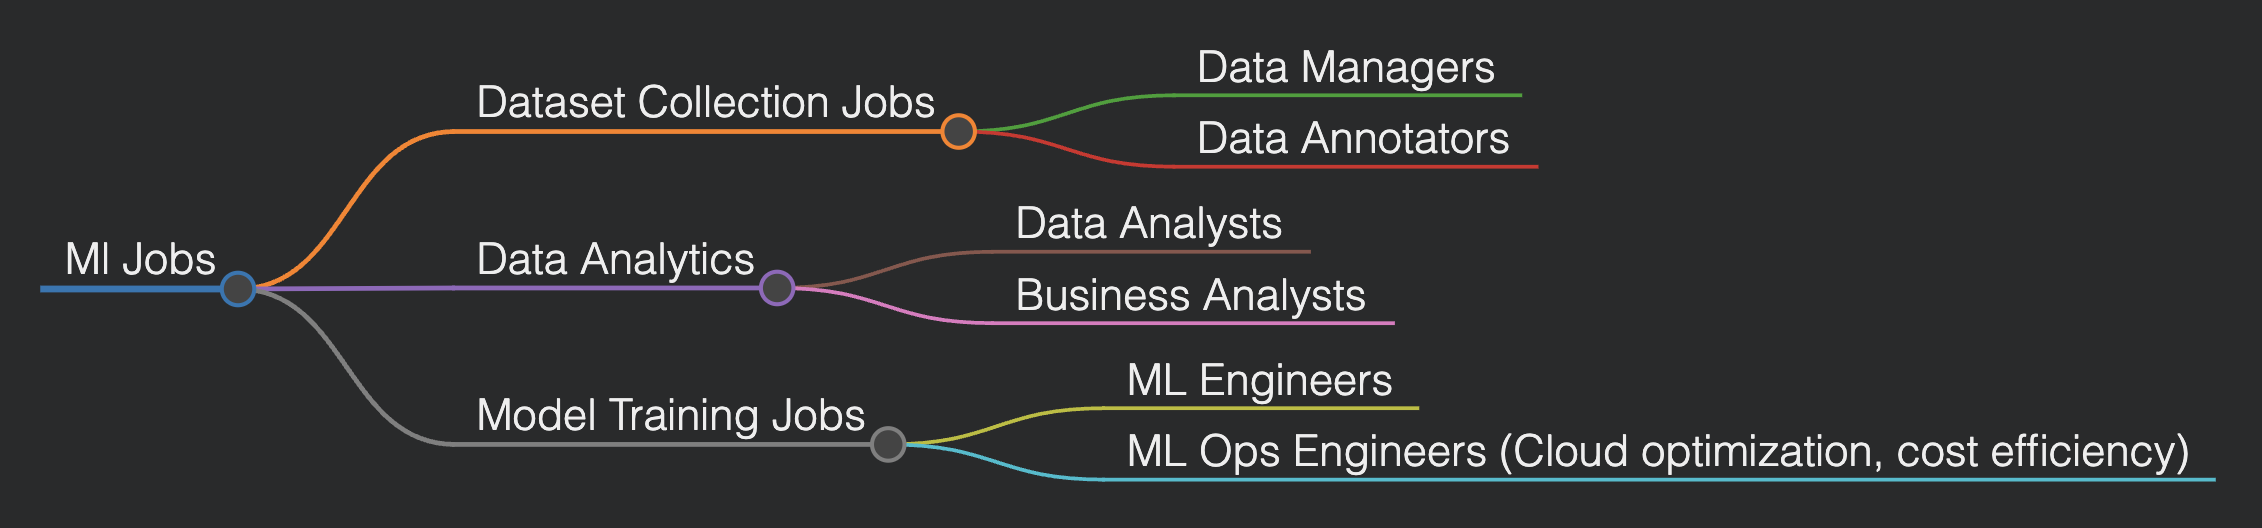 Data Managers
Dataset Collection Jobs
Data Annotators
Data Analysts
Ml Jobs
Data Analytics
Business Analysts
ML Engineers
Model Training Jobs
ML Ops Engineers (Cloud optimization, cost efficiency)